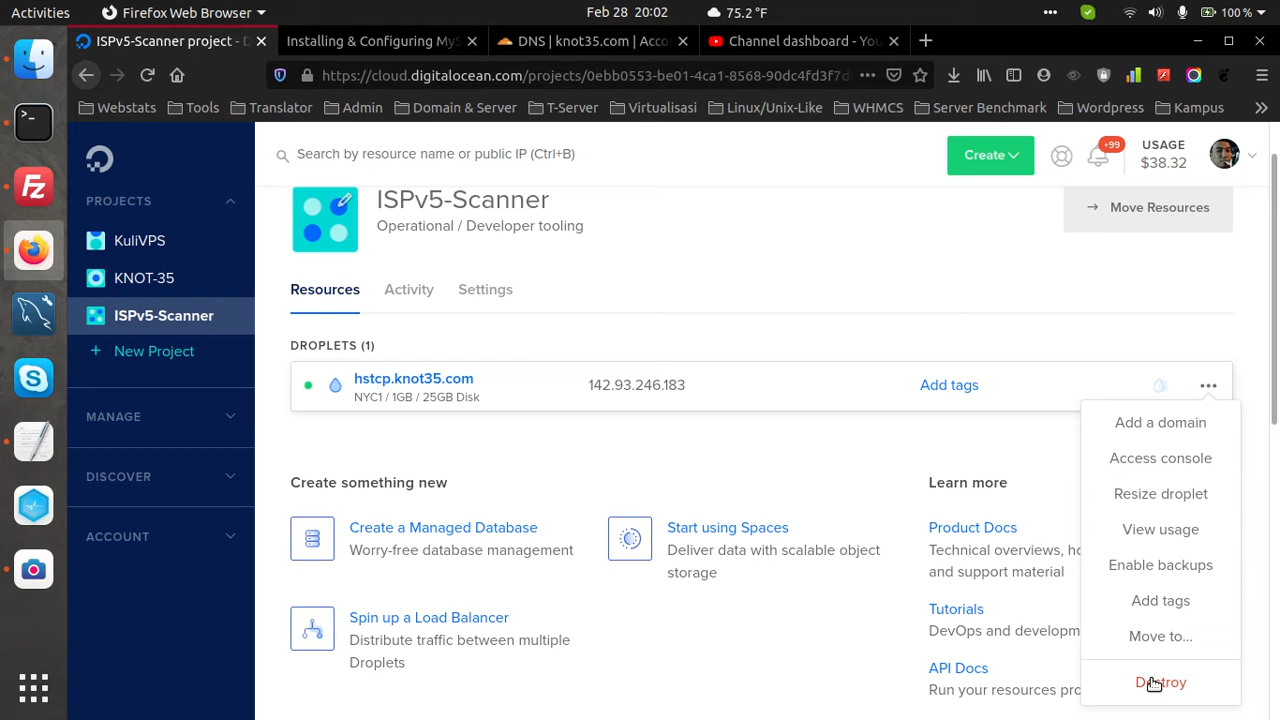 Activities
Firefox Web Browser
Feb 28 20:02
75.2 °F
100 %
ISPv5-Scanner project - D
Installing & Configuring MyS
DNS | knot35.com | Acco
Channel dashboard - You
https://cloud.digitalocean.com/projects/0ebb0553-be01-4ca1-8568-90dc4fd3f7d
Webstats
Tools
Translator
Admin
Domain & Server
T-Server
Virtualisasi
Linux/Unix-Like
WHMCS
Server Benchmark
Wordpress
Kampus
Search by resource name or public IP (Ctrl+B)
Create
+99
USAGE
$38.32
PROJECTS
KuliVPS
KNOT-35
ISPv5-Scanner
+ New Project
MANAGE
DISCOVER
ACCOUNT
ISPv5-Scanner
Operational / Developer tooling
Move Resources
Resources
Activity
Settings
DROPLETS (1)
hstcp.knot35.com
NYC1 / 1GB / 25GB Disk
142.93.246.183
Add tags
Add a domain
Access console
Resize droplet
View usage
Enable backups
Add tags
Move to...
Destroy
Create something new
Create a Managed Database
Worry-free database management
Start using Spaces
Deliver data with scalable object
storage
Spin up a Load Balancer
Distribute traffic between multiple
Droplets
Learn more
Product Docs
Technical overviews, ho
and support material
Tutorials
DevOps and developm
API Docs
Run your resources pro